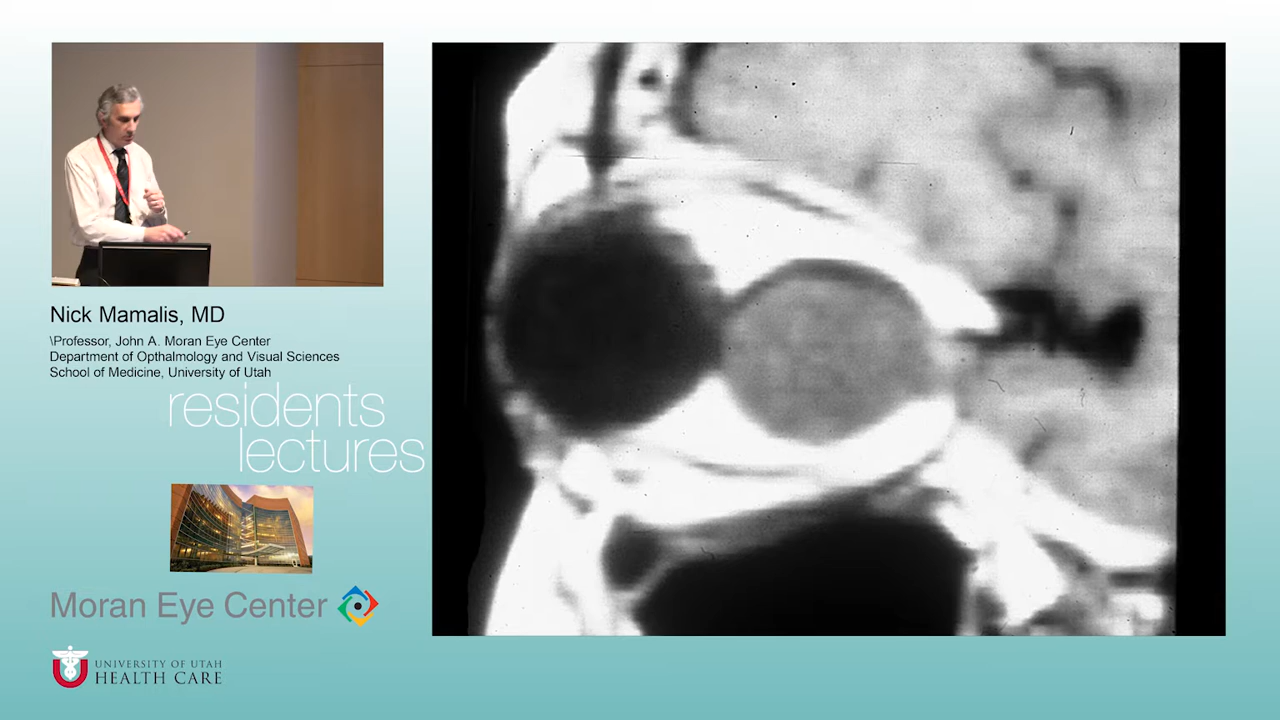 Nick Mamalis, MD
\Professor, John A. Moran Eye Center
Department of Opthalmology and Visual Sciences
School of Medicine, University of Utah
residents
lectures
Moran Eye Center
UNIVERSITY OF UTAH
HEALTH CARE